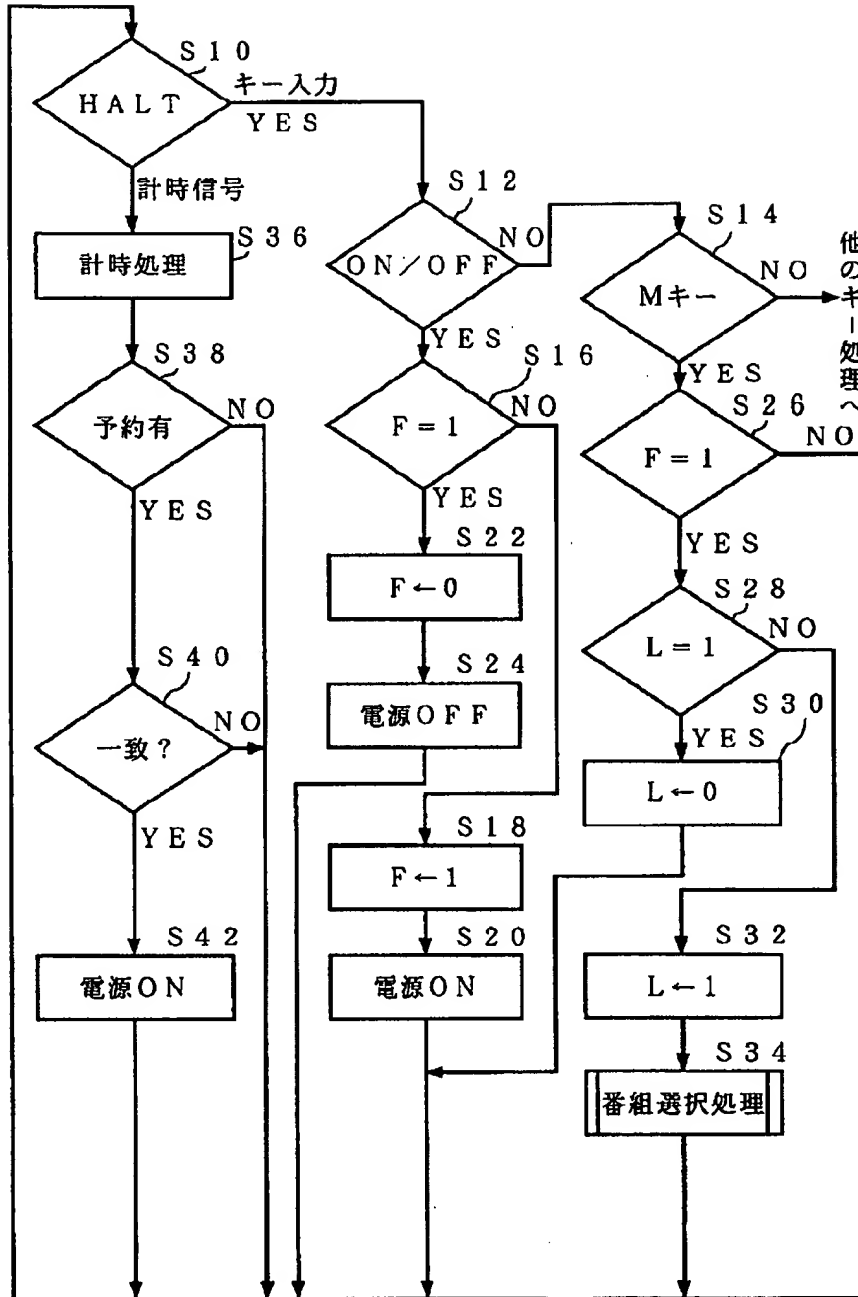 S10
HALT
キー入力
YES
計時信号
S36
計時処理
S38
予約有
NO
YES
S40
一致?
NO
YES
S42
電源ON
S12
ON/OFF
NO
YES
S16
F=1
NO
YES
S22
F←0
S24
電源OFF
S18
F←1
S20
電源ON
S14
Mキー
NO
他のキー処理へ
YES
S26
F=1
NO
YES
S28
L=1
NO
YES
S30
L←0
S32
L←1
S34
番組選択処理